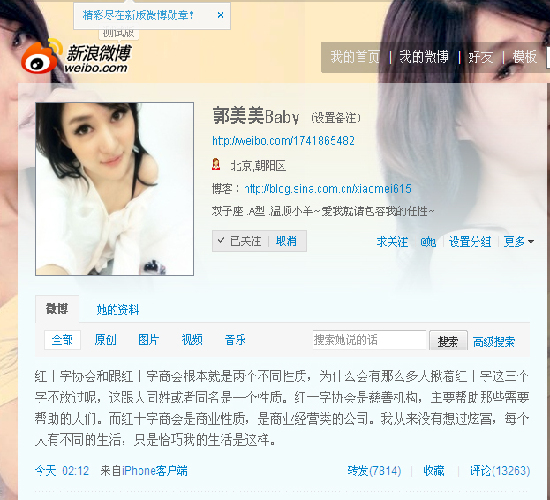 精彩尽在新版微博勋章! ×
测试版
新浪微博
weibo.com
我的首页 | 我的微博 | 好友 | 模板
郭美美Baby (设置备注)
http://weibo.com/1741865482
北京,朝阳区
博客:http://blog.sina.com.cn/xiaomei615
双子座 .A型 .温顺小羊~爱我就请包容我的任性~
已关注 | 取消
求关注 @她 | 设置分组 | 更多
微博 她的资料
全部 原创 图片 视频 音乐 搜索她说的话 搜索 高级搜索
红十字协会和跟红十字商会根本就是两个不同性质,为什么会有那么多人揪着红十字这三个
字不放过呢,这跟人同姓或者同名是一个性质。红十字协会是慈善机构,主要帮助那些需要
帮助的人们。而红十字商会是商业性质,是商业经营类的公司。我从来没有想过炫富,每个
人有不同的生活,只是恰巧我的生活是这样。
今天 02:12 来自iPhone客户端 转发(7314) | 收藏 | 评论(13263)